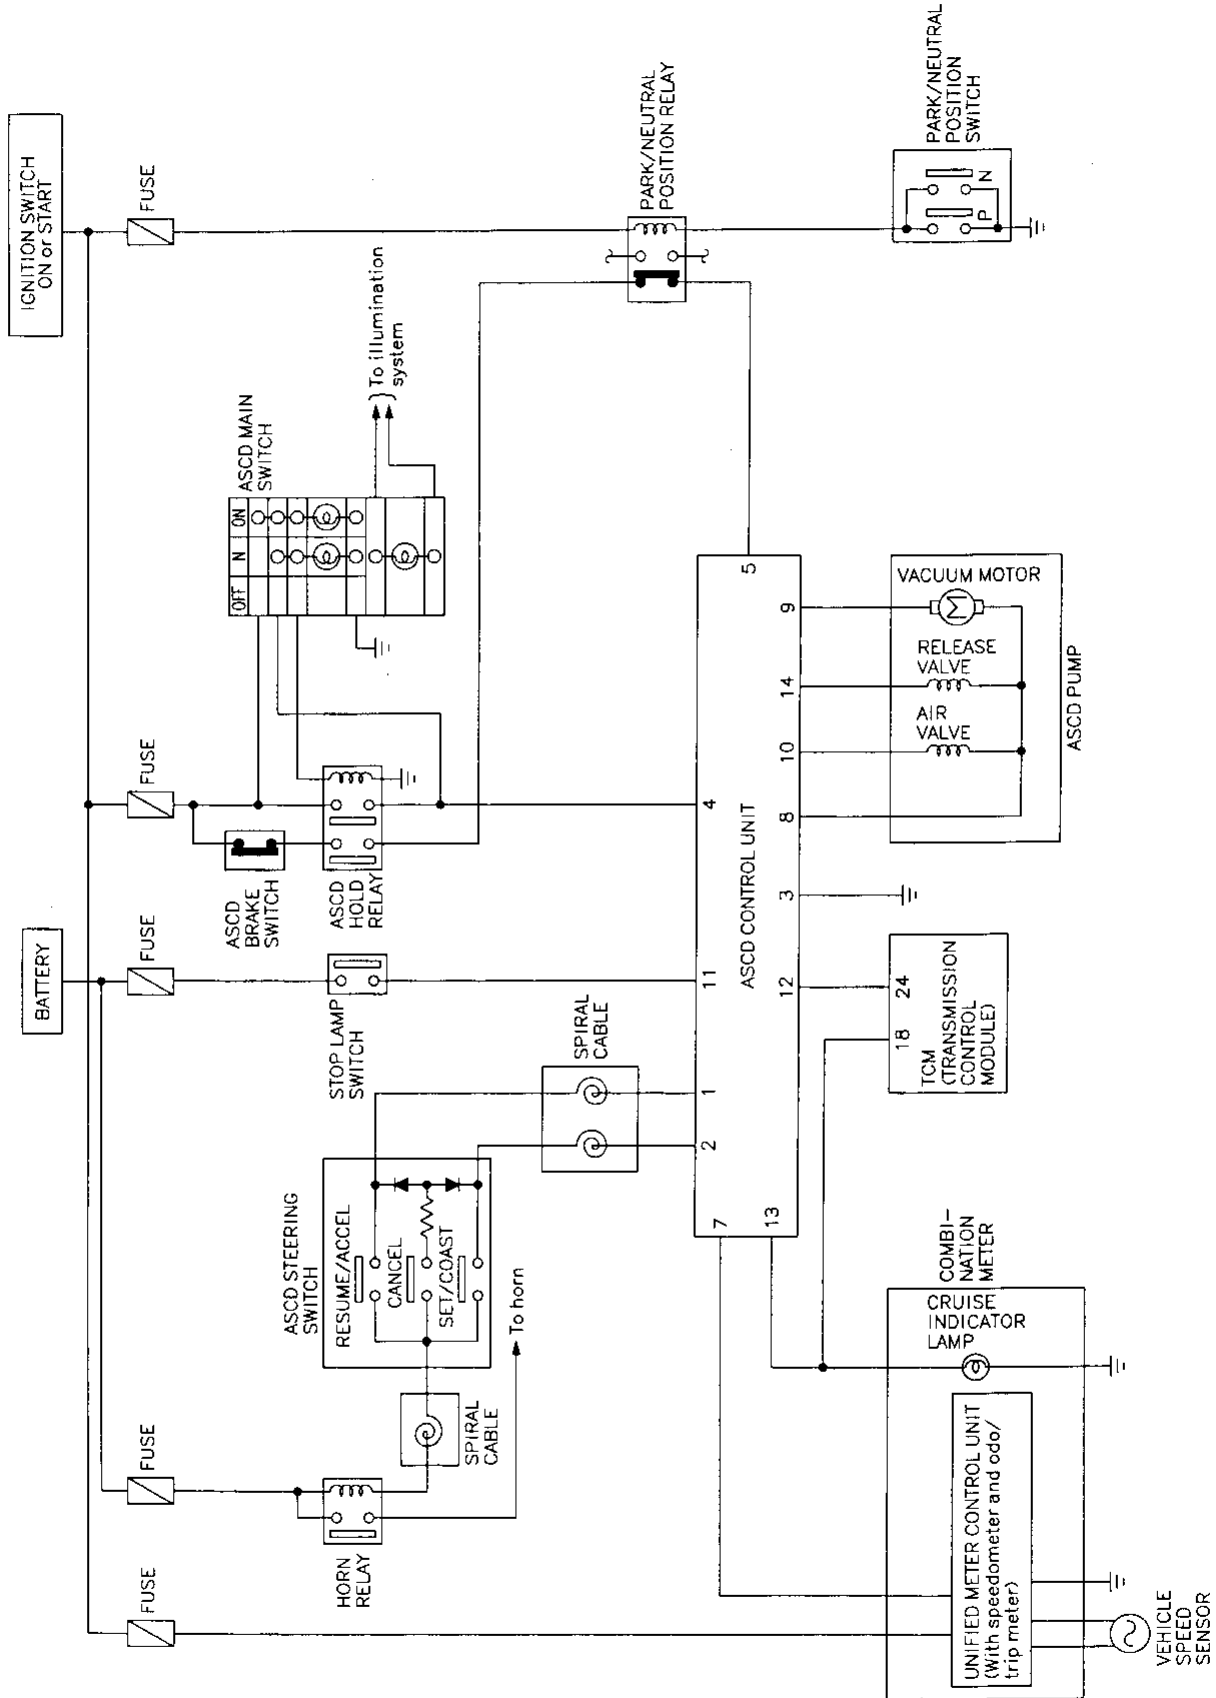 IGNITION SWITCH
ON or START
BATTERY
FUSE
FUSE
FUSE
FUSE
FUSE
ASCD MAIN
SWITCH
OFF
N
ON
To illumination
system
PARK/NEUTRAL
POSITION RELAY
PARK/NEUTRAL
POSITION
SWITCH
P
N
ASCD
BRAKE
SWITCH
ASCD
HOLD
RELAY
STOP LAMP
SWITCH
ASCD STEERING
SWITCH
RESUME/ACCEL
CANCEL
SET/COAST
SPIRAL
CABLE
SPIRAL
CABLE
HORN
RELAY
To horn
ASCD CONTROL UNIT
5
4
11
1
2
7
13
9
14
10
8
3
12
VACUUM MOTOR
M
RELEASE
VALVE
AIR
VALVE
ASCD PUMP
18
24
TCM
(TRANSMISSION
CONTROL
MODULE)
COMBI-
NATION
METER
CRUISE
INDICATOR
LAMP
UNIFIED METER CONTROL UNIT
(With speedometer and odo/
trip meter)
VEHICLE
SPEED
SENSOR